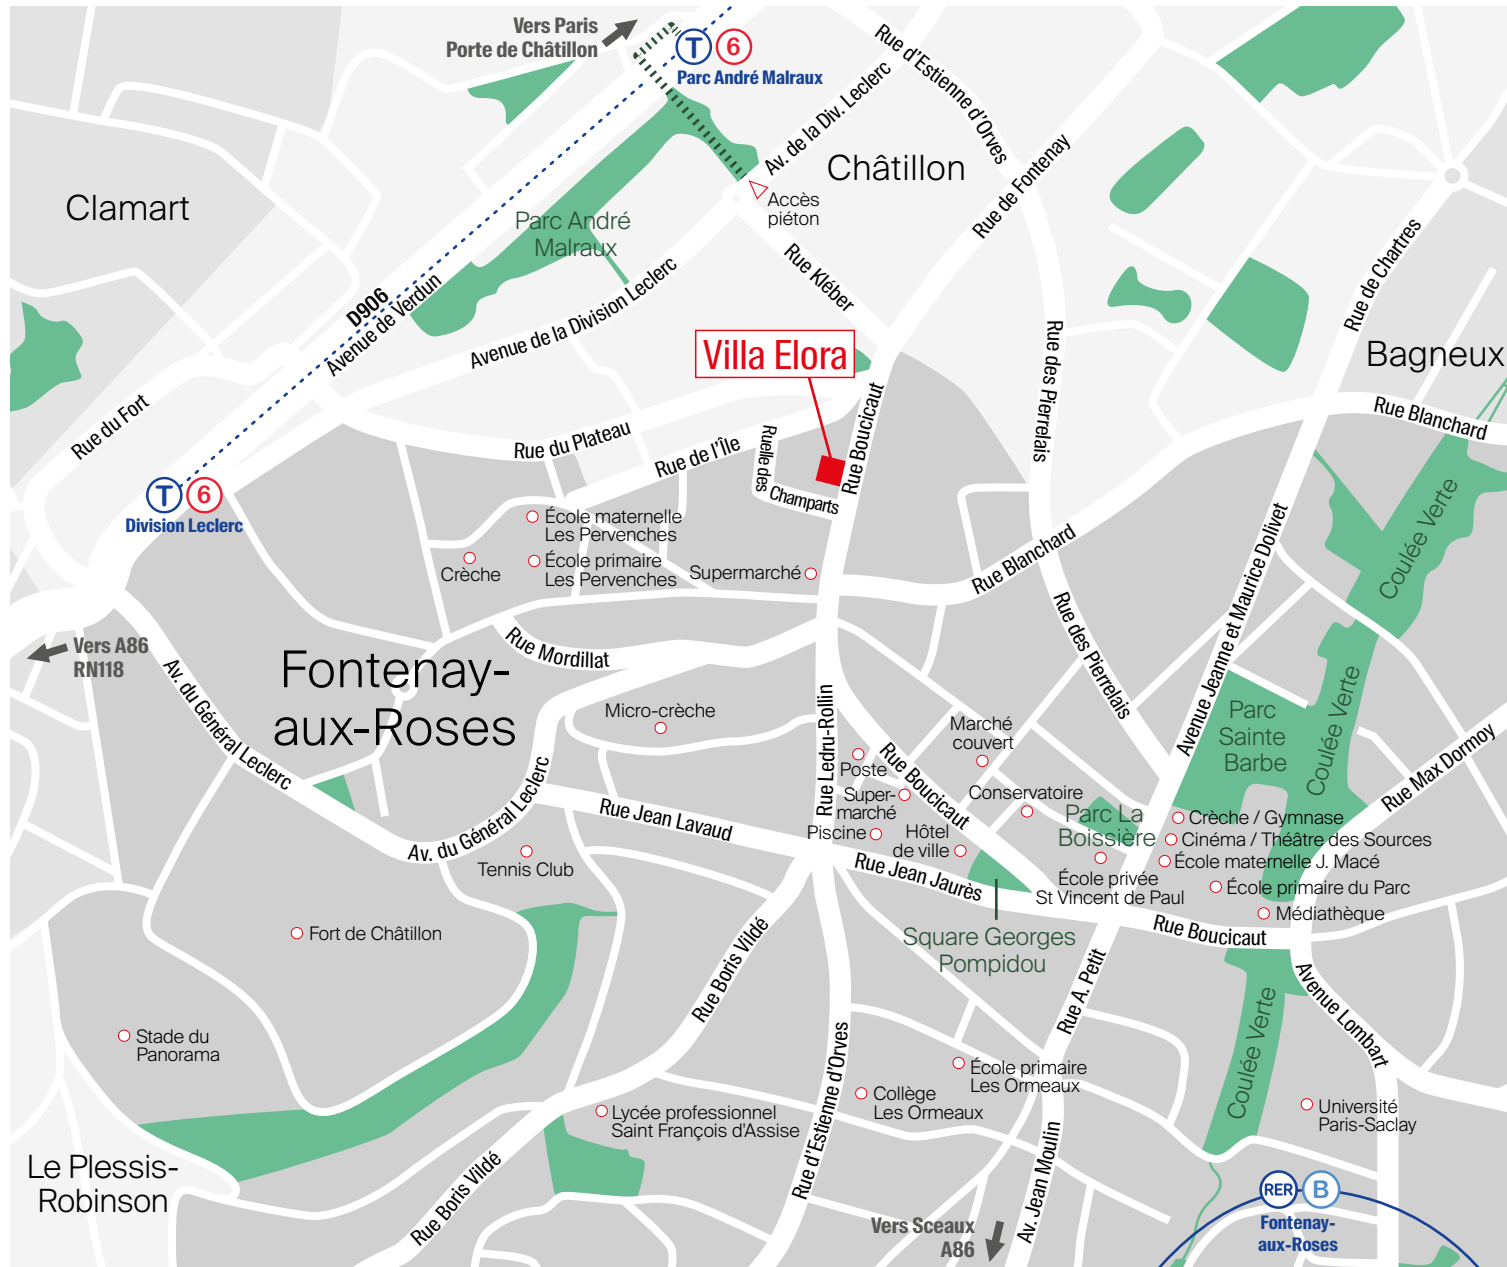 Vers Paris
Porte de Châtillon
T 6
Parc André Malraux
Rue d'Estienne d'Orves
Av. de la Div. Leclerc
Châtillon
Rue de Fontenay
Accès
piéton
Clamart
Parc André
Malraux
Rue Kléber
Rue de Chartres
D906
Avenue de Verdun
Avenue de la Division Leclerc
Villa Elora
Rue des Pierrelais
Bagneux
Rue Blanchard
Rue du Fort
Rue du Plateau
Rue de l'Île
Ruelle des
Champarts
Rue Boucicaut
T 6
Division Leclerc
École maternelle
Les Pervenches
Crèche
École primaire
Les Pervenches
Supermarché
Rue Blanchard
Coulée Verte
Avenue Jeanne et Maurice Dolivet
Vers A86
RN118
Rue Mordillat
Fontenay-
aux-Roses
Av. du Général Leclerc
Rue des Pierrelais
Micro-crèche
Rue Ledru-Rollin
Marché
couvert
Parc
Sainte
Barbe
Coulée Verte
Rue Max Dormoy
Poste
Rue Boucicaut
Super-
marché
Conservatoire
Piscine
Hôtel
de ville
Parc La
Boissière
Crèche / Gymnase
Cinéma / Théâtre des Sources
École maternelle J. Macé
École primaire du Parc
Médiathèque
Rue Jean Lavaud
Av. du Général Leclerc
Tennis Club
Rue Jean Jaurès
École privée
St Vincent de Paul
Rue Boucicaut
Square Georges
Pompidou
Fort de Châtillon
Rue Boris Vildé
Rue A. Petit
Avenue Lombart
Coulée Verte
Stade du
Panorama
Rue d'Estienne d'Orves
École primaire
Les Ormeaux
Collège
Les Ormeaux
Lycée professionnel
Saint François d'Assise
Université
Paris-Saclay
Le Plessis-
Robinson
Rue Boris Vildé
Av. Jean Moulin
Vers Sceaux
A86
RER B
Fontenay-
aux-Roses